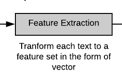 Feature Extraction
Tranform each text to a
feature set in the form of
vector